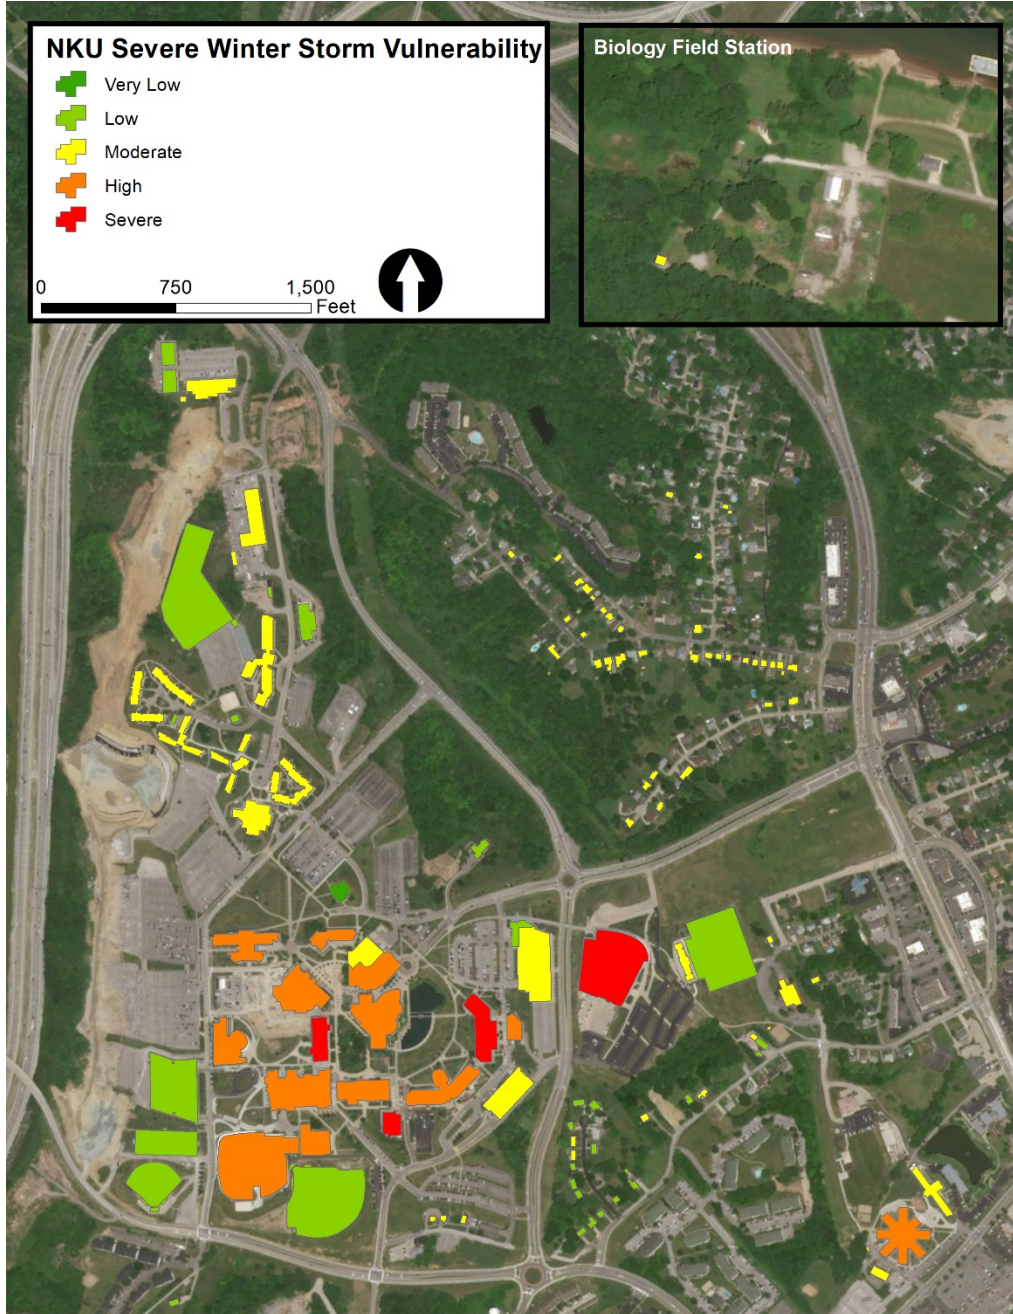 NKU Severe Winter Storm Vulnerability
Very Low
Low
Moderate
High
Severe
0 750 1,500
Feet
Biology Field Station